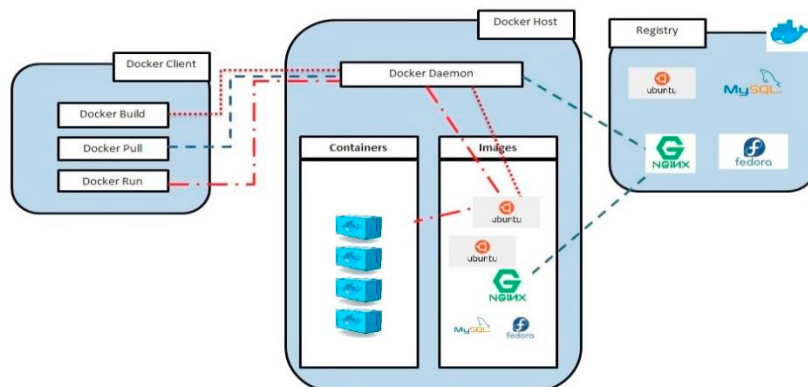 Docker Client
Docker Build
Docker Pull
Docker Run
Docker Host
Docker Daemon
Containers
Images
ubuntu
ubuntu
NGINX
MySQL
fedora
Registry
ubuntu
MySQL
NGINX
fedora